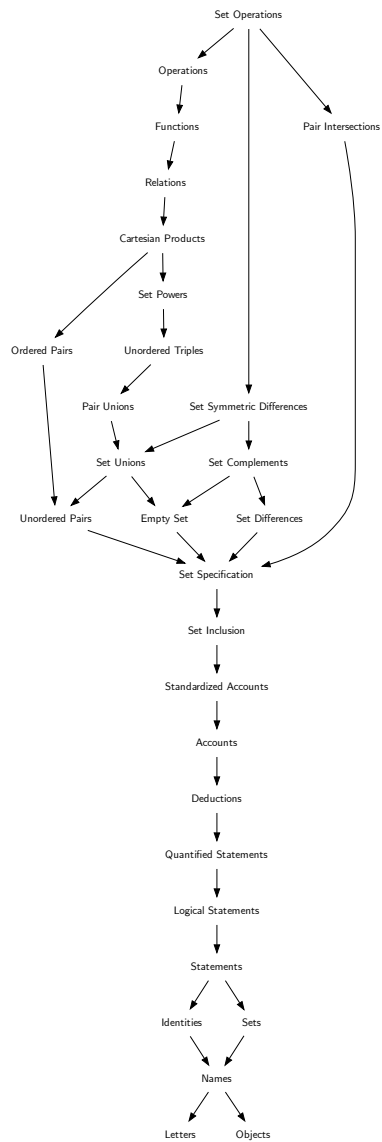 Set Operations
Operations
Functions
Pair Intersections
Relations
Cartesian Products
Set Powers
Ordered Pairs
Unordered Triples
Pair Unions
Set Symmetric Differences
Set Unions
Set Complements
Unordered Pairs
Empty Set
Set Differences
Set Specification
Set Inclusion
Standardized Accounts
Accounts
Deductions
Quantified Statements
Logical Statements
Statements
Identities
Sets
Names
Letters
Objects